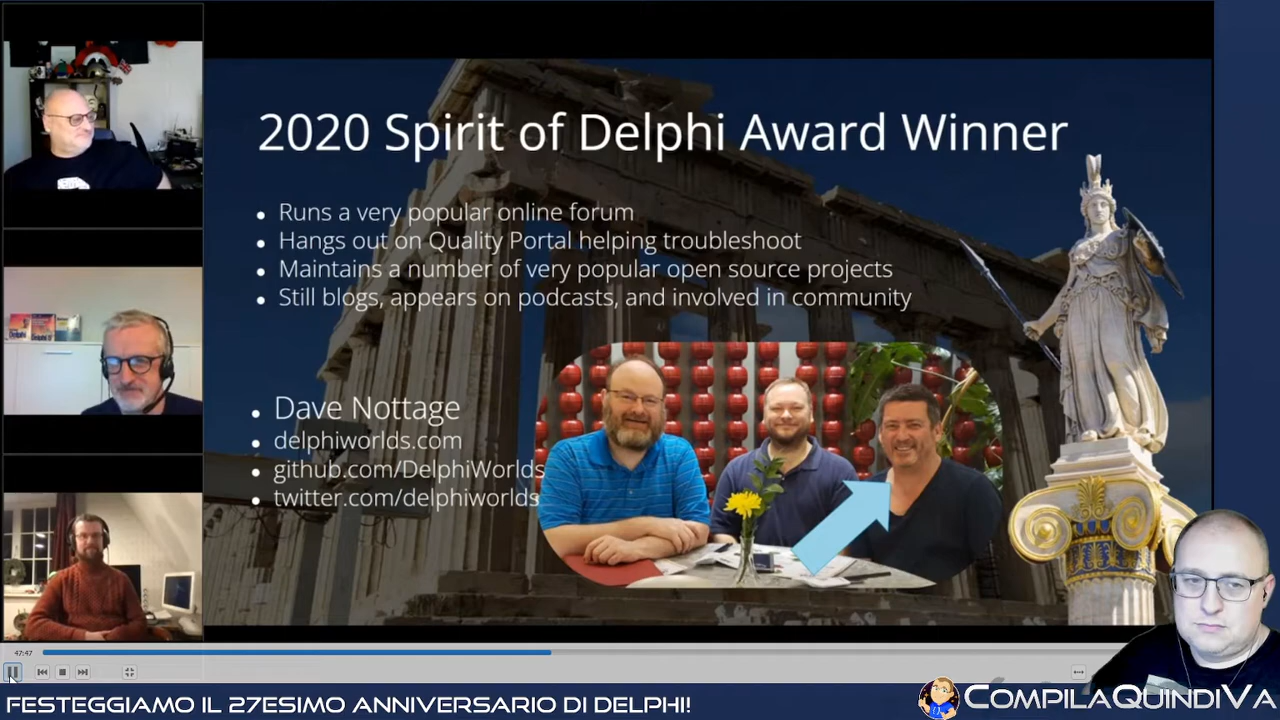 2020 Spirit of Delphi Award Winner
Runs a very popular online forum
Hangs out on Quality Portal helping troubleshoot
Maintains a number of very popular open source projects
Still blogs, appears on podcasts, and involved in community
Dave Nottage
delphiworlds.com
github.com/DelphiWorlds
twitter.com/delphiworlds
47:47
FESTEGGIAMO IL 27ESIMO ANNIVERSARIO DI DELPHI!
COMPILAQUINDIVA